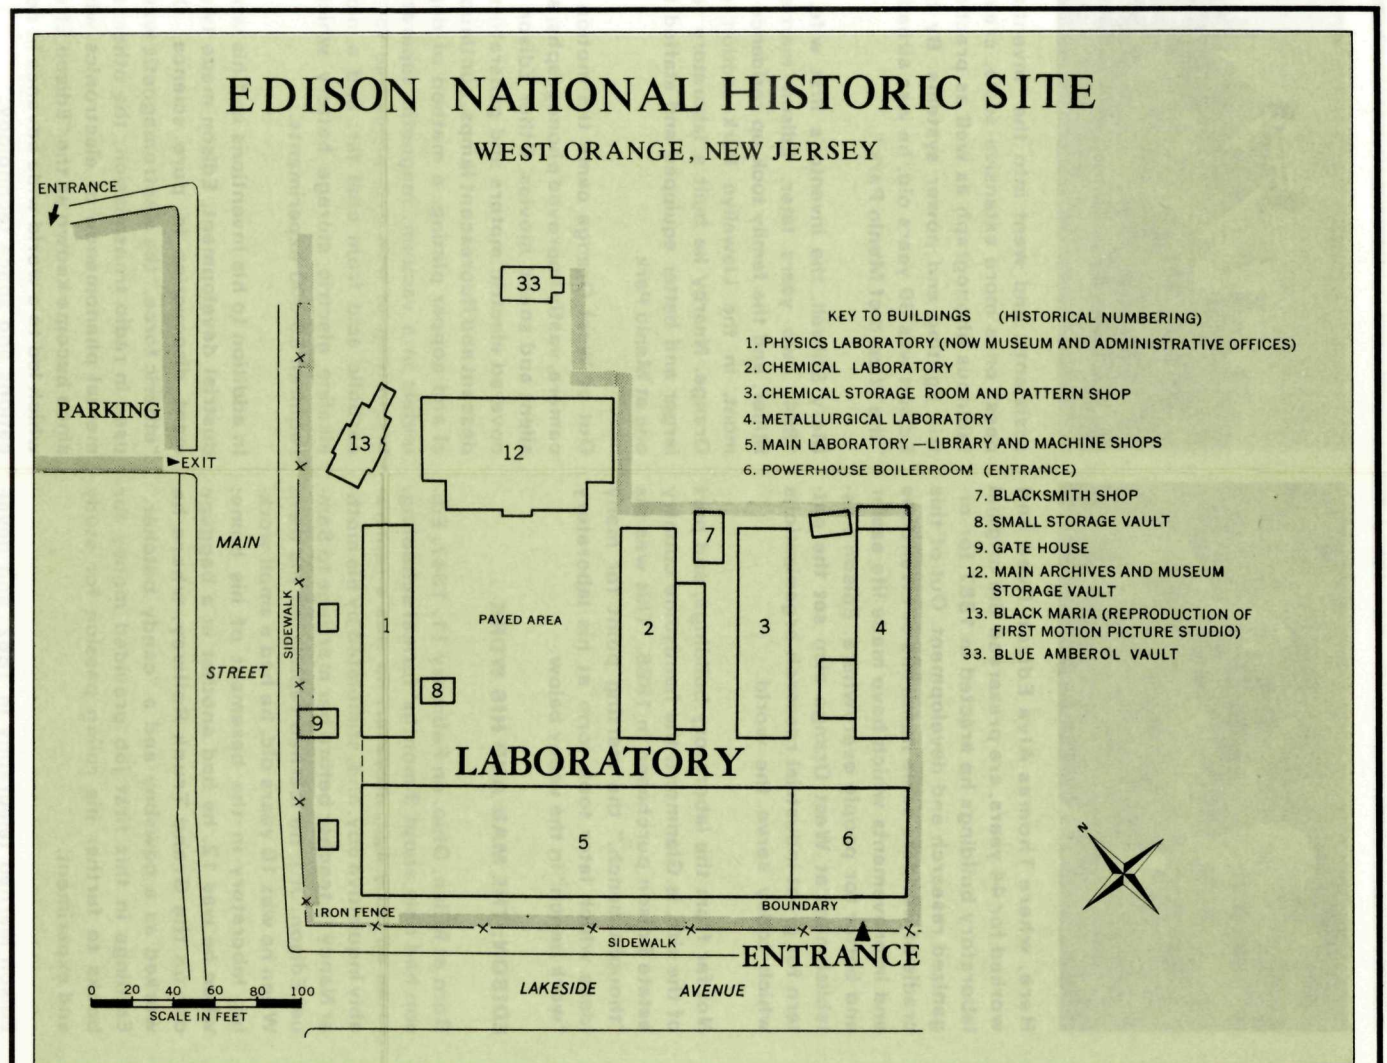 EDISON NATIONAL HISTORIC SITE
WEST ORANGE, NEW JERSEY
ENTRANCE
33
KEY TO BUILDINGS (HISTORICAL NUMBERING)
1. PHYSICS LABORATORY (NOW MUSEUM AND ADMINISTRATIVE OFFICES)
2. CHEMICAL LABORATORY
3. CHEMICAL STORAGE ROOM AND PATTERN SHOP
4. METALLURGICAL LABORATORY
5. MAIN LABORATORY —LIBRARY AND MACHINE SHOPS
6. POWERHOUSE BOILERROOM (ENTRANCE)
7. BLACKSMITH SHOP
8. SMALL STORAGE VAULT
9. GATE HOUSE
12. MAIN ARCHIVES AND MUSEUM
STORAGE VAULT
13. BLACK MARIA (REPRODUCTION OF
FIRST MOTION PICTURE STUDIO)
33. BLUE AMBEROL VAULT
PARKING
13
12
EXIT
7
MAIN
SIDEWALK
1
PAVED AREA
2
3
4
STREET
8
9
LABORATORY
5
6
N
IRON FENCE
BOUNDARY
SIDEWALK
ENTRANCE
LAKESIDE AVENUE
0 20 40 60 80 100
SCALE IN FEET